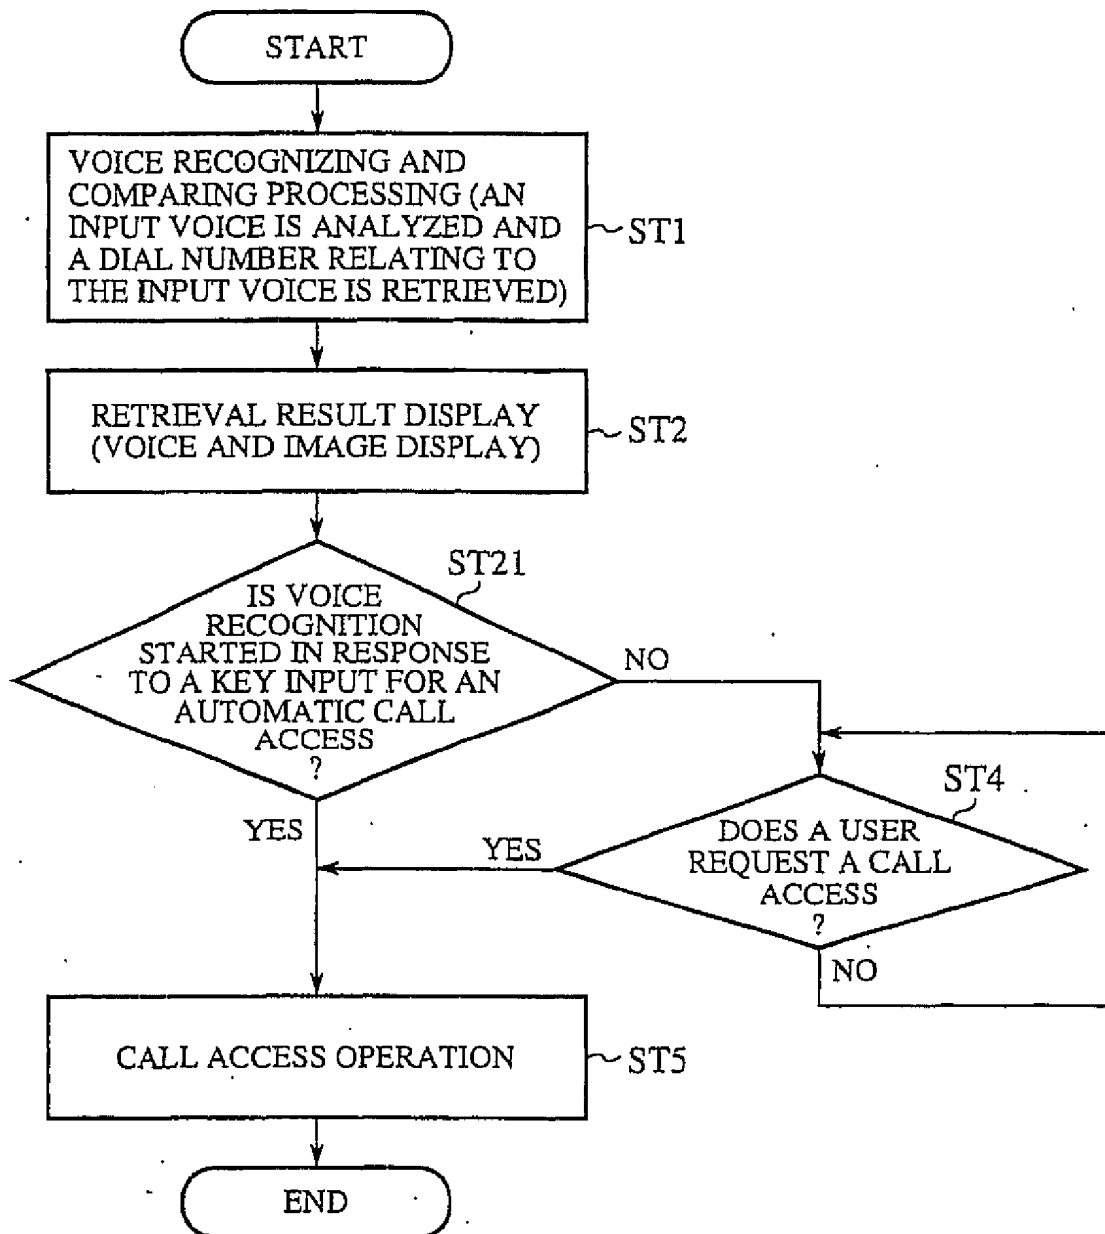 START
VOICE RECOGNIZING AND
COMPARING PROCESSING (AN
INPUT VOICE IS ANALYZED AND
A DIAL NUMBER RELATING TO
THE INPUT VOICE IS RETRIEVED)
ST1
RETRIEVAL RESULT DISPLAY
(VOICE AND IMAGE DISPLAY)
ST2
ST21
IS VOICE
RECOGNITION
STARTED IN RESPONSE
TO A KEY INPUT FOR AN
AUTOMATIC CALL
ACCESS
?
NO
YES
ST4
DOES A USER
REQUEST A CALL
ACCESS
?
YES
NO
CALL ACCESS OPERATION
ST5
END